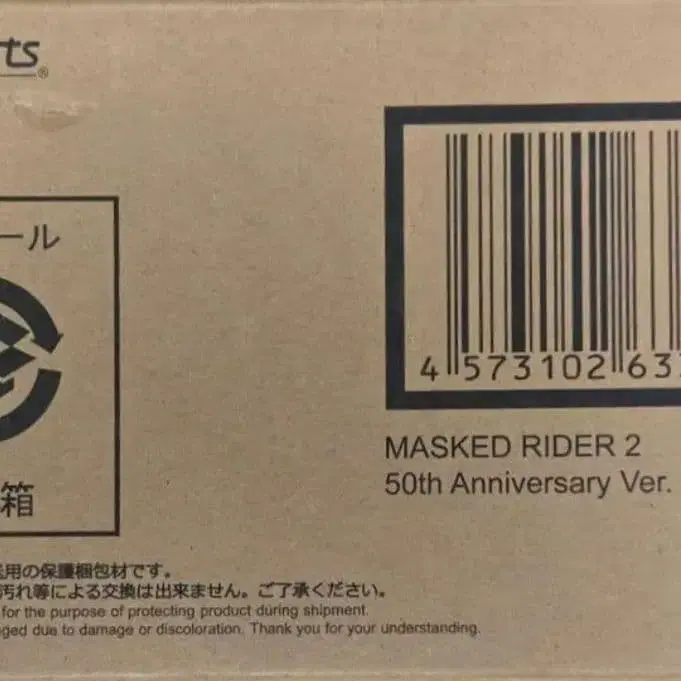 rts®
ール
4 573102 63
MASKED RIDER 2
50th Anniversary Ver.
箱
用の保護梱包材です。
汚れ等による交換は出来ません。ご了承ください。
for the purpose of protecting product during shipment.
ged due to damage or discoloration. Thank you for your understanding.